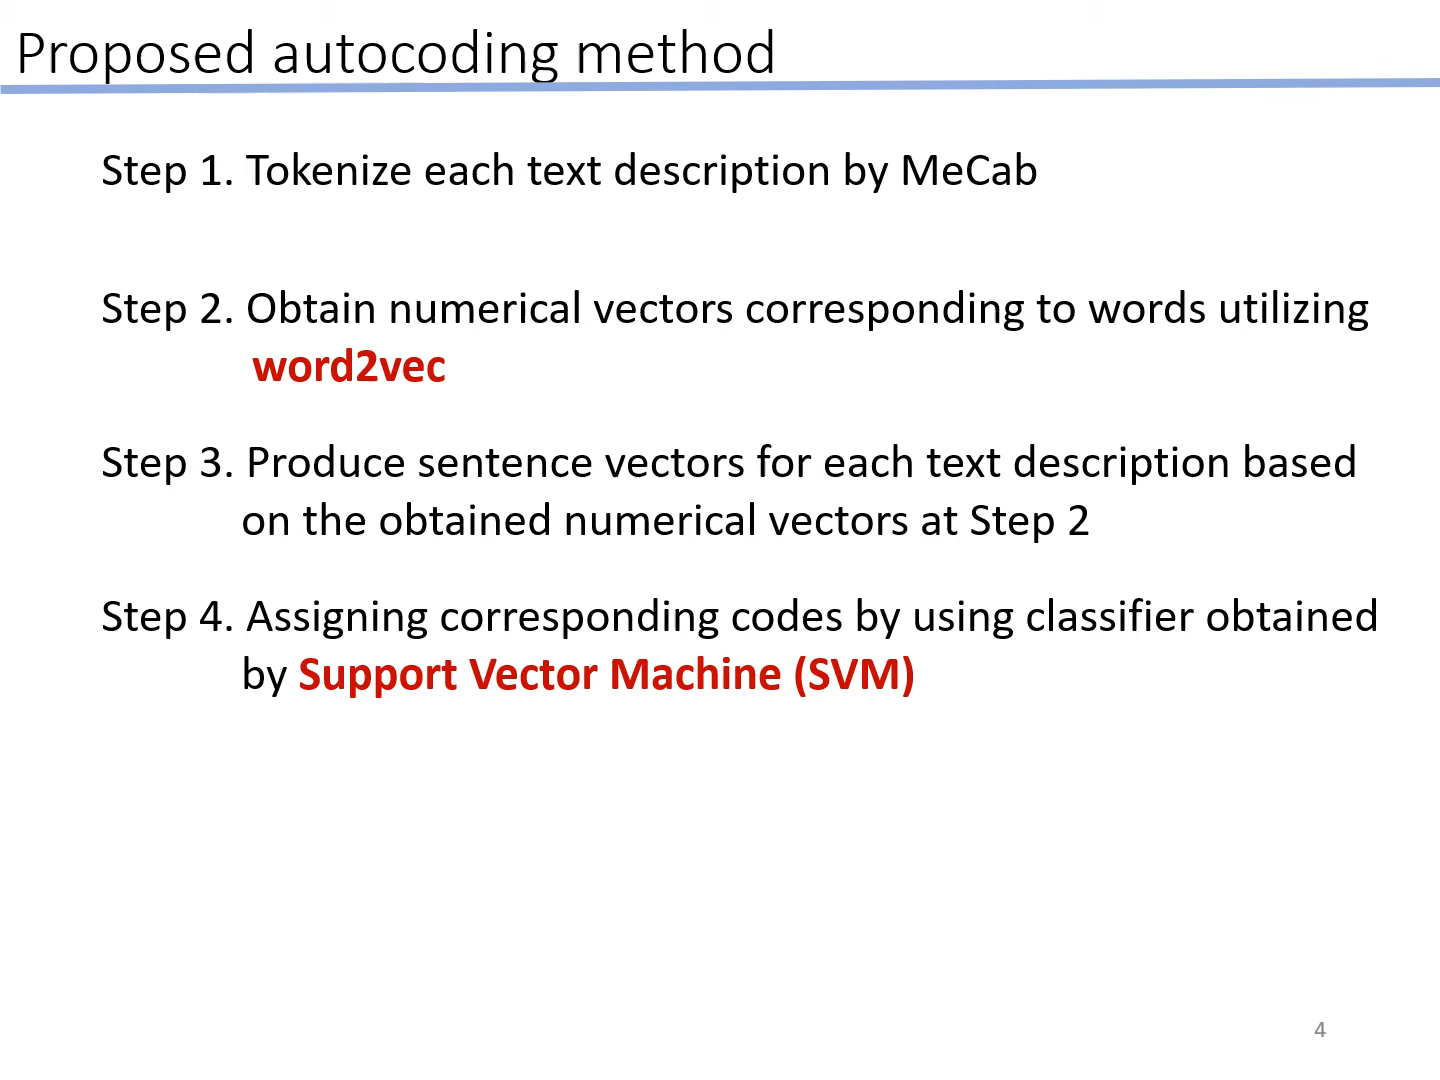 Proposed autocoding method
Step 1. Tokenize each text description by MeCab
Step 2. Obtain numerical vectors corresponding to words utilizing
word2vec
Step 3. Produce sentence vectors for each text description based
on the obtained numerical vectors at Step 2
Step 4. Assigning corresponding codes by using classifier obtained
by Support Vector Machine (SVM)
4